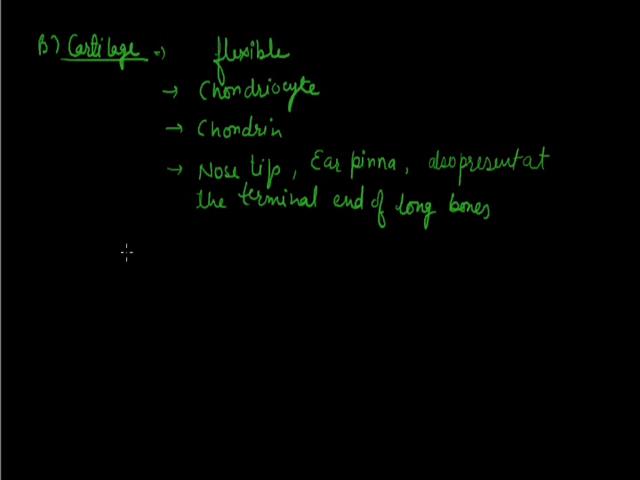 B) Cartilage → flexible
→ Chondriocyte
→ Chondrin
→ Nose tip, Ear pinna, also present at
the terminal end of long bones